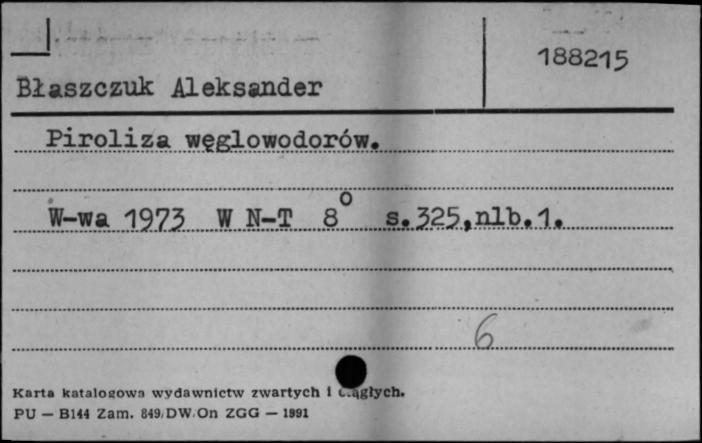 188215
Błaszczuk Aleksander
Piroliza węglowodorów.
W-wa 1973 W N-T 8° s.325,nlb.1.
6
Karta katalogowa wydawnictw zwartych i ciągłych.
PU — B144 Zam. 849/DW/On ZGG — 1991